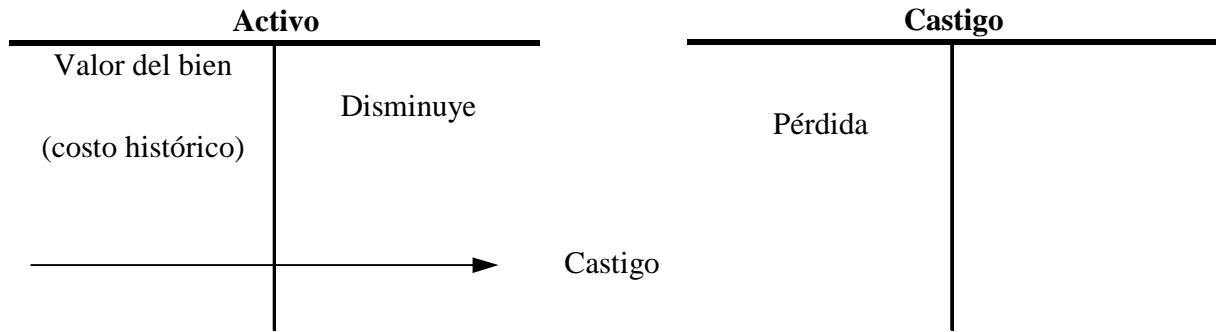 Activo
Castigo
Valor del bien
Disminuye
Pérdida
(costo histórico)
Castigo